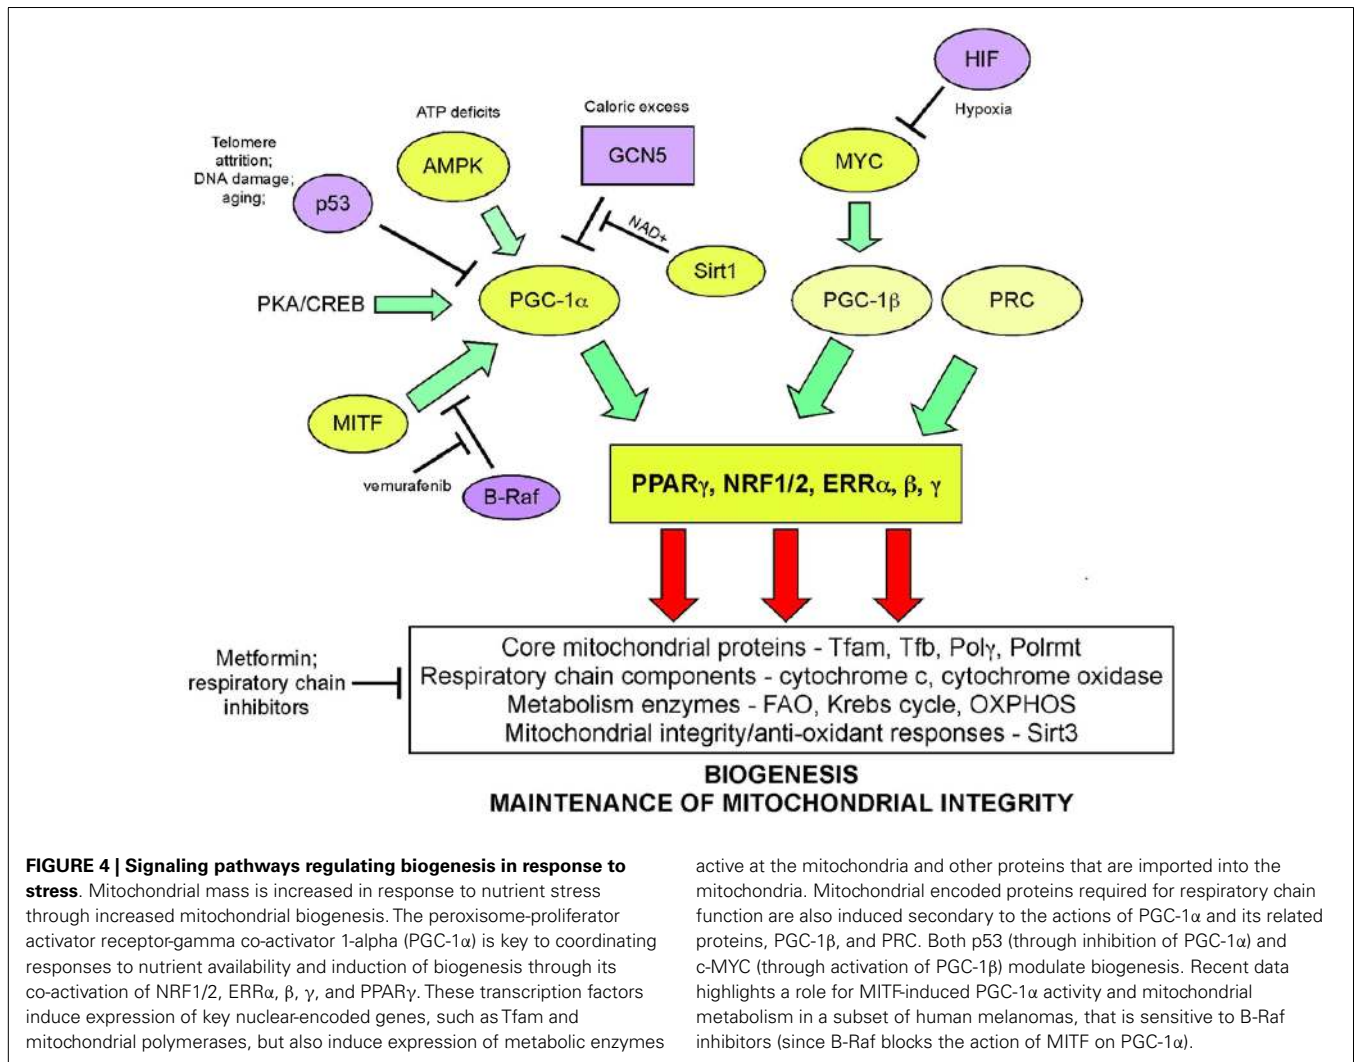 HIF
Hypoxia
Caloric excess
GCN5
ATP deficits
AMPK
MYC
Telomere
attrition;
DNA damage;
aging;
p53
NAD+
Sirt1
PKA/CREB
PGC-1α
PGC-1β
PRC
MITF
vemurafenib
B-Raf
PPARγ, NRF1/2, ERRα, β, γ
Metformin;
respiratory chain
inhibitors
Core mitochondrial proteins - Tfam, Tfb, Polγ, Polrmt
Respiratory chain components - cytochrome c, cytochrome oxidase
Metabolism enzymes - FAO, Krebs cycle, OXPHOS
Mitochondrial integrity/anti-oxidant responses - Sirt3
BIOGENESIS
MAINTENANCE OF MITOCHONDRIAL INTEGRITY
FIGURE 4 | Signaling pathways regulating biogenesis in response to
stress. Mitochondrial mass is increased in response to nutrient stress
through increased mitochondrial biogenesis. The peroxisome-proliferator
activator receptor-gamma co-activator 1-alpha (PGC-1α) is key to coordinating
responses to nutrient availability and induction of biogenesis through its
co-activation of NRF1/2, ERRα, β, γ, and PPARγ. These transcription factors
induce expression of key nuclear-encoded genes, such as Tfam and
mitochondrial polymerases, but also induce expression of metabolic enzymes
active at the mitochondria and other proteins that are imported into the
mitochondria. Mitochondrial encoded proteins required for respiratory chain
function are also induced secondary to the actions of PGC-1α and its related
proteins, PGC-1β, and PRC. Both p53 (through inhibition of PGC-1α) and
c-MYC (through activation of PGC-1β) modulate biogenesis. Recent data
highlights a role for MITF-induced PGC-1α activity and mitochondrial
metabolism in a subset of human melanomas, that is sensitive to B-Raf
inhibitors (since B-Raf blocks the action of MITF on PGC-1α).